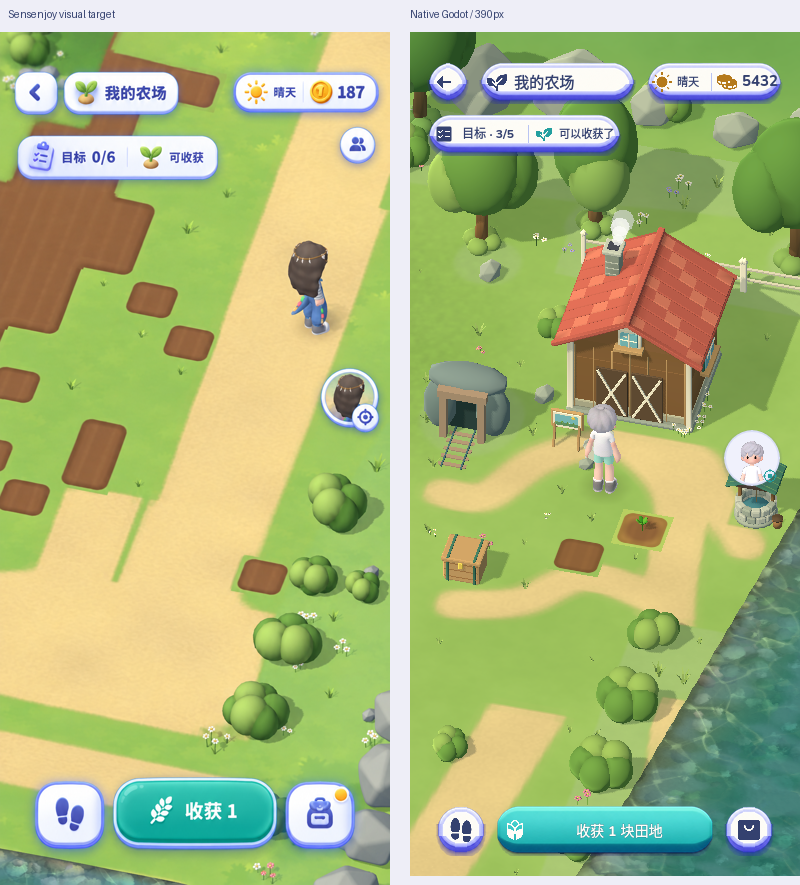 Sensenjoy visual target
我的农场
晴天
187
目标 0/6
可收获
收获 1
Native Godot / 390px
我的农场
晴天
5432
目标 · 3/5
可以收获了
收获 1 块田地